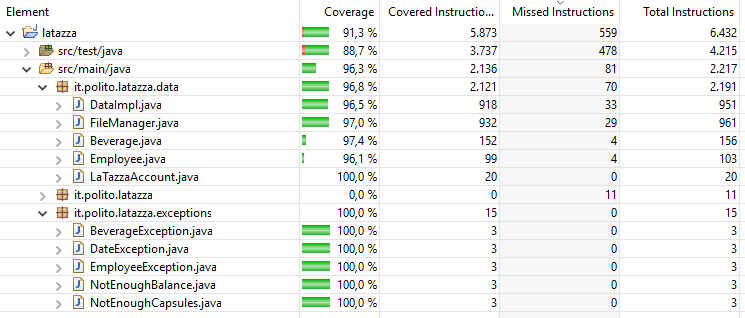 Element Coverage Covered Instructio... Missed Instructions Total Instructions
latazza 91,3 % 5.873 559 6.432
src/test/java 88,7 % 3.737 478 4.215
src/main/java 96,3 % 2.136 81 2.217
it.polito.latazza.data 96,8 % 2.121 70 2.191
DataImpl.java 96,5 % 918 33 951
FileManager.java 97,0 % 932 29 961
Beverage.java 97,4 % 152 4 156
Employee.java 96,1 % 99 4 103
LaTazzaAccount.java 100,0 % 20 0 20
it.polito.latazza 0,0 % 0 11 11
it.polito.latazza.exceptions 100,0 % 15 0 15
BeverageException.java 100,0 % 3 0 3
DateException.java 100,0 % 3 0 3
EmployeeException.java 100,0 % 3 0 3
NotEnoughBalance.java 100,0 % 3 0 3
NotEnoughCapsules.java 100,0 % 3 0 3